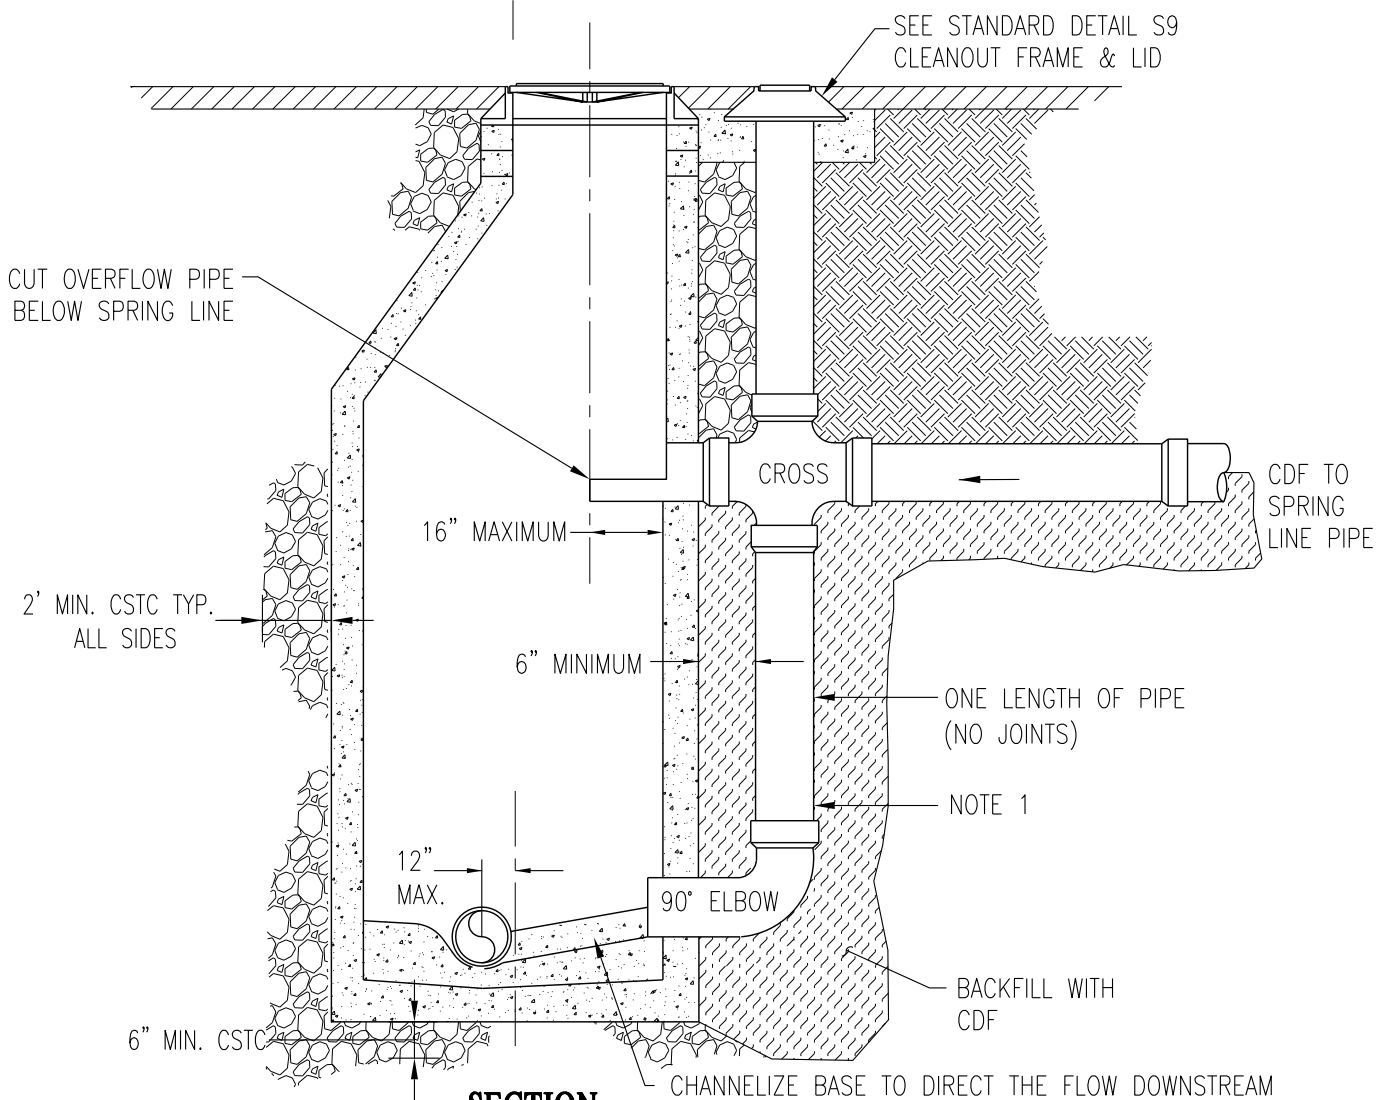 SEE STANDARD DETAIL S9
CLEANOUT FRAME & LID
CUT OVERFLOW PIPE
BELOW SPRING LINE
CROSS
CDF TO
SPRING
LINE PIPE
16" MAXIMUM
2' MIN. CSTC TYP.
ALL SIDES
6" MINIMUM
ONE LENGTH OF PIPE
(NO JOINTS)
NOTE 1
12"
MAX.
90° ELBOW
BACKFILL WITH
CDF
6" MIN. CSTC
CHANNELIZE BASE TO DIRECT THE FLOW DOWNSTREAM
SECTION